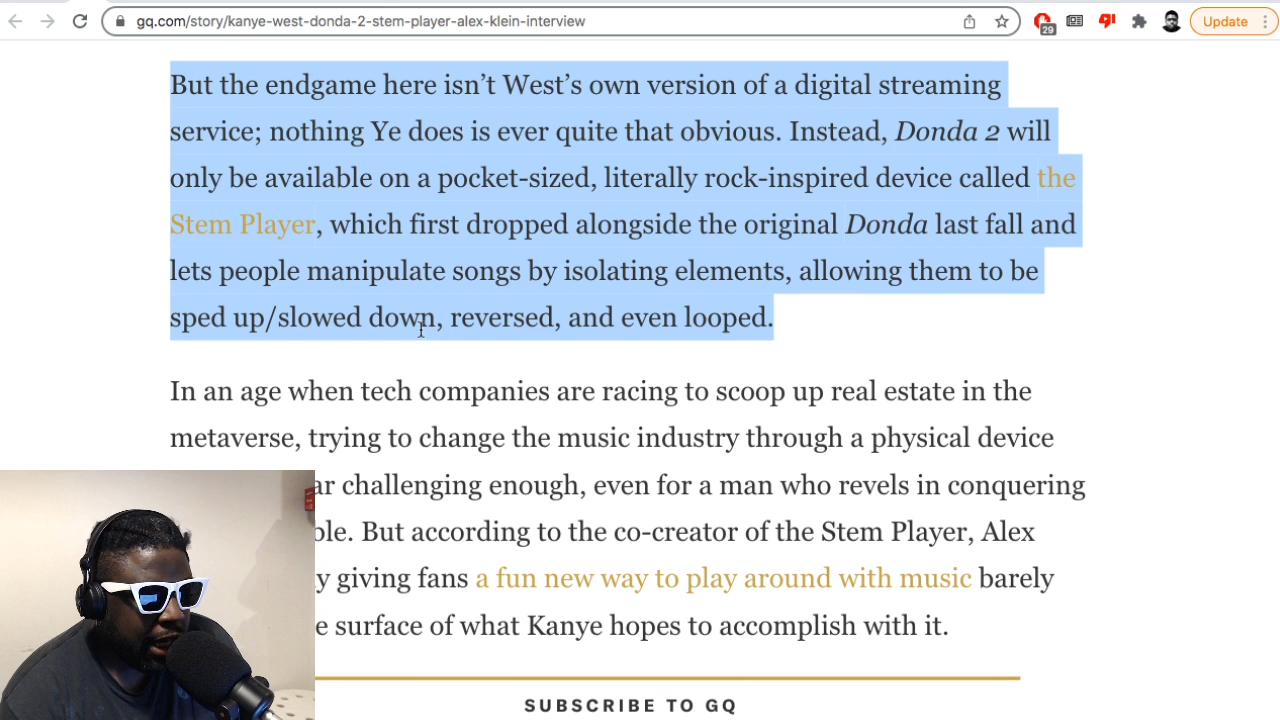 gq.com/story/kanye-west-donda-2-stem-player-alex-klein-interview
29
Update
But the endgame here isn’t West’s own version of a digital streaming
service; nothing Ye does is ever quite that obvious. Instead, Donda 2 will
only be available on a pocket-sized, literally rock-inspired device called the
Stem Player, which first dropped alongside the original Donda last fall and
lets people manipulate songs by isolating elements, allowing them to be
sped up/slowed down, reversed, and even looped.
In an age when tech companies are racing to scoop up real estate in the
metaverse, trying to change the music industry through a physical device
challenging enough, even for a man who revels in conquering
But according to the co-creator of the Stem Player, Alex
giving fans a fun new way to play around with music barely
surface of what Kanye hopes to accomplish with it.
SUBSCRIBE TO GQ